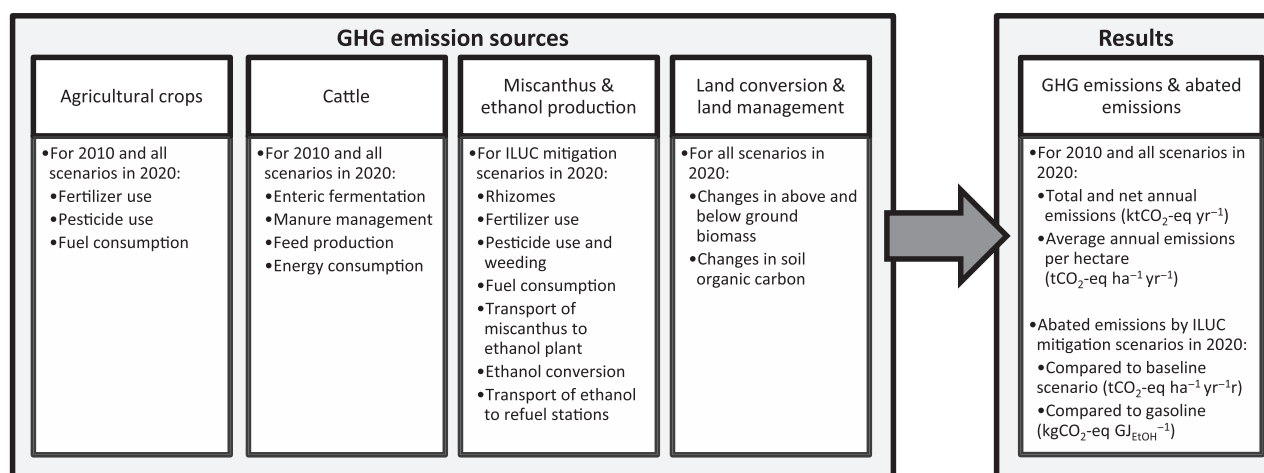 GHG emission sources
Agricultural crops
•For 2010 and all
scenarios in 2020:
•Fertilizer use
•Pesticide use
•Fuel consumption
Cattle
•For 2010 and all
scenarios in 2020:
•Enteric fermentation
•Manure management
•Feed production
•Energy consumption
Miscanthus &
ethanol production
•For ILUC mitigation
scenarios in 2020:
•Rhizomes
•Fertilizer use
•Pesticide use and
weeding
•Fuel consumption
•Transport of
miscanthus to
ethanol plant
•Ethanol conversion
•Transport of ethanol
to refuel stations
Land conversion &
land management
•For all scenarios in
2020:
•Changes in above and
below ground
biomass
•Changes in soil
organic carbon
Results
GHG emissions & abated
emissions
•For 2010 and all scenarios in
2020:
•Total and net annual
emissions (ktCO₂-eq yr⁻¹)
•Average annual emissions
per hectare
(tCO₂-eq ha⁻¹ yr⁻¹)
•Abated emissions by ILUC
mitigation scenarios in 2020:
•Compared to baseline
scenario (tCO₂-eq ha⁻¹ yr⁻¹r)
•Compared to gasoline
(kgCO₂-eq GJ_EtOH⁻¹)